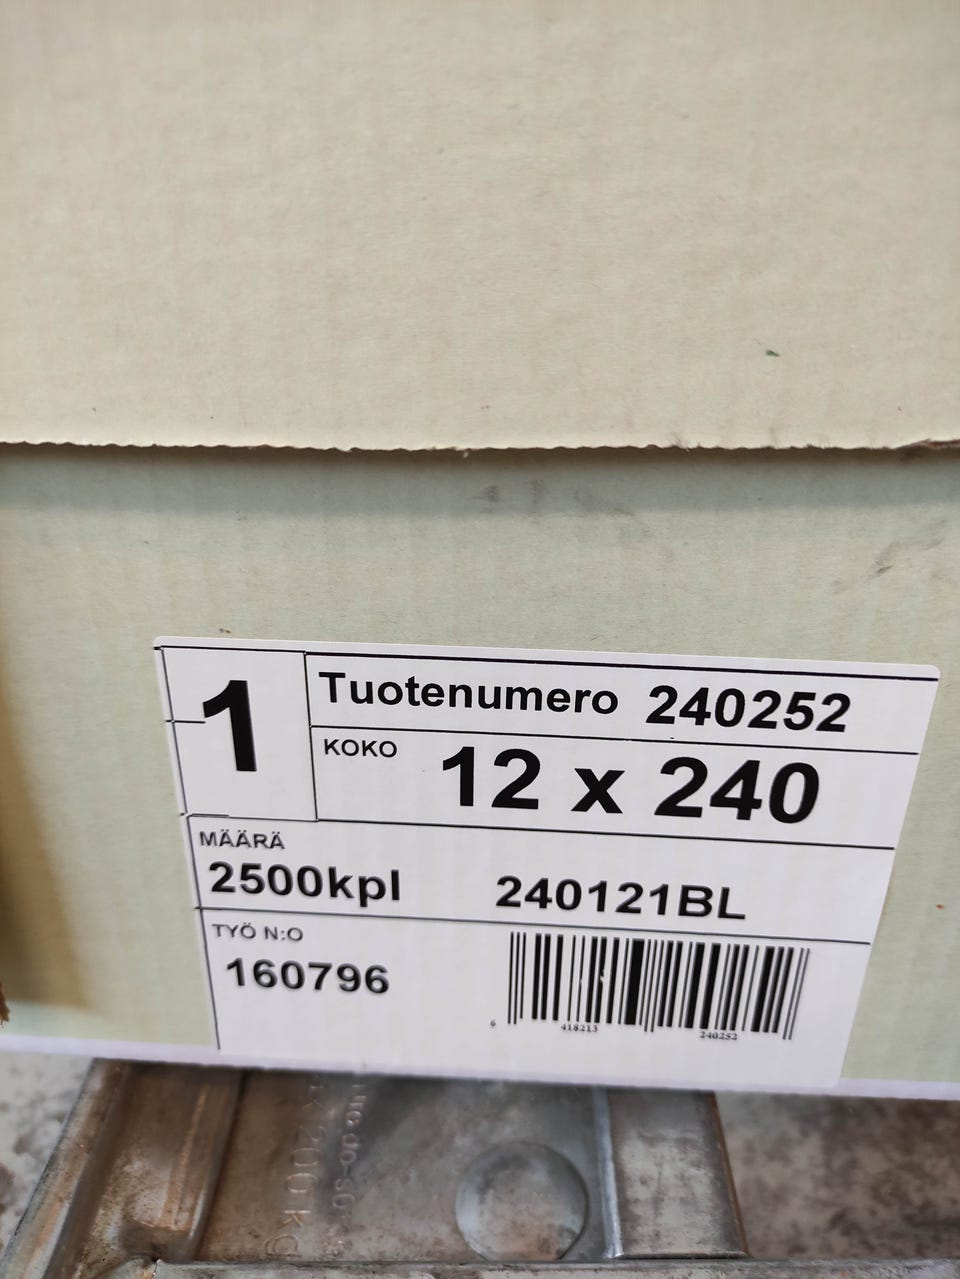 1
Tuotenumero 240252
KOKO 12 x 240
MÄÄRÄ
2500kpl 240121BL
TYÖ N:O
160796
6 418213 240252